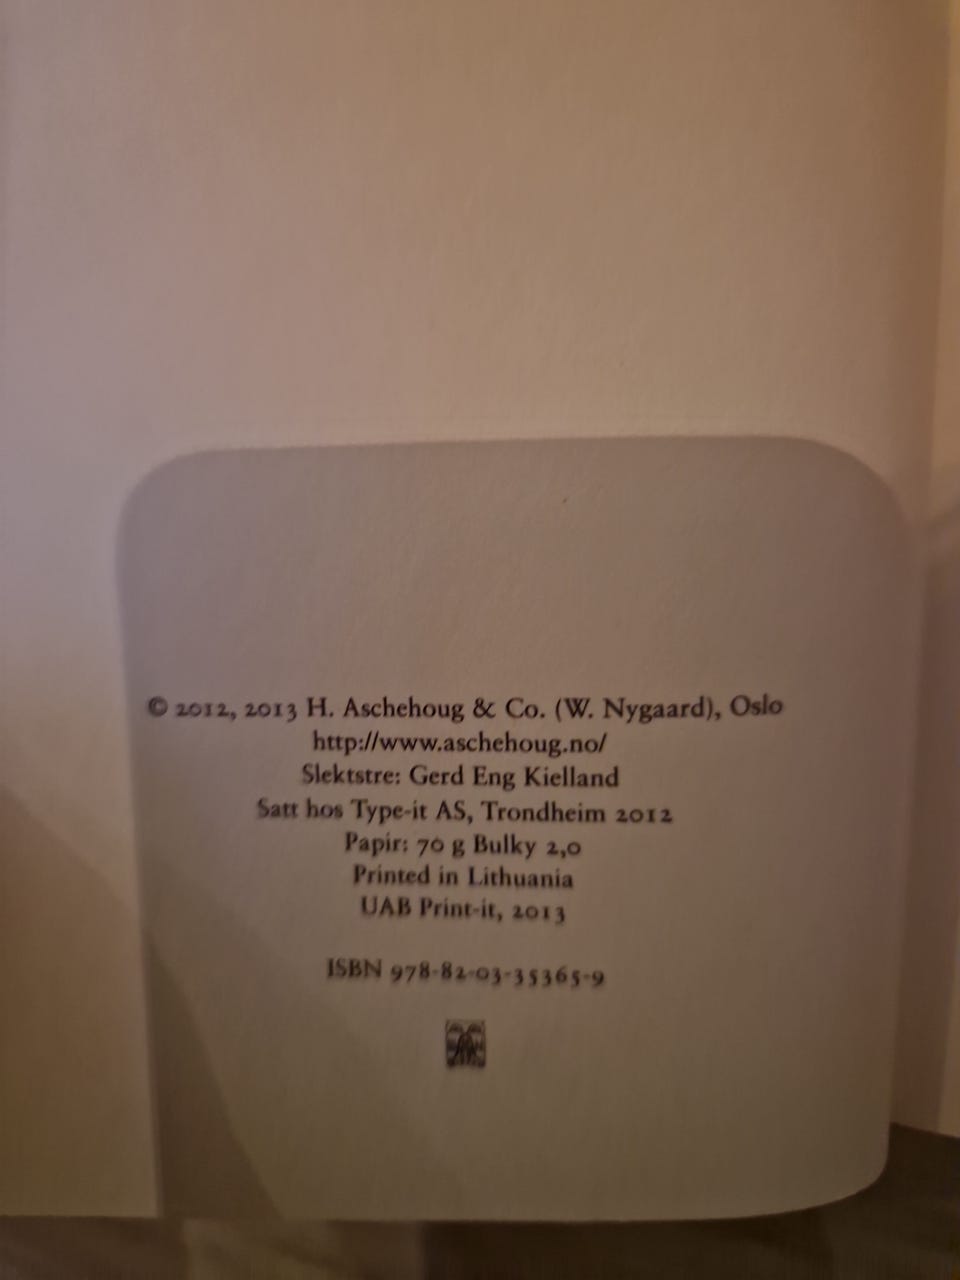 © 2012, 2013 H. Aschehoug & Co. (W. Nygaard), Oslo
http://www.aschehoug.no/
Slektstre: Gerd Eng Kielland
Satt hos Type-it AS, Trondheim 2012
Papir: 70 g Bulky 2,0
Printed in Lithuania
UAB Print-it, 2013
ISBN 978-82-03-35365-9